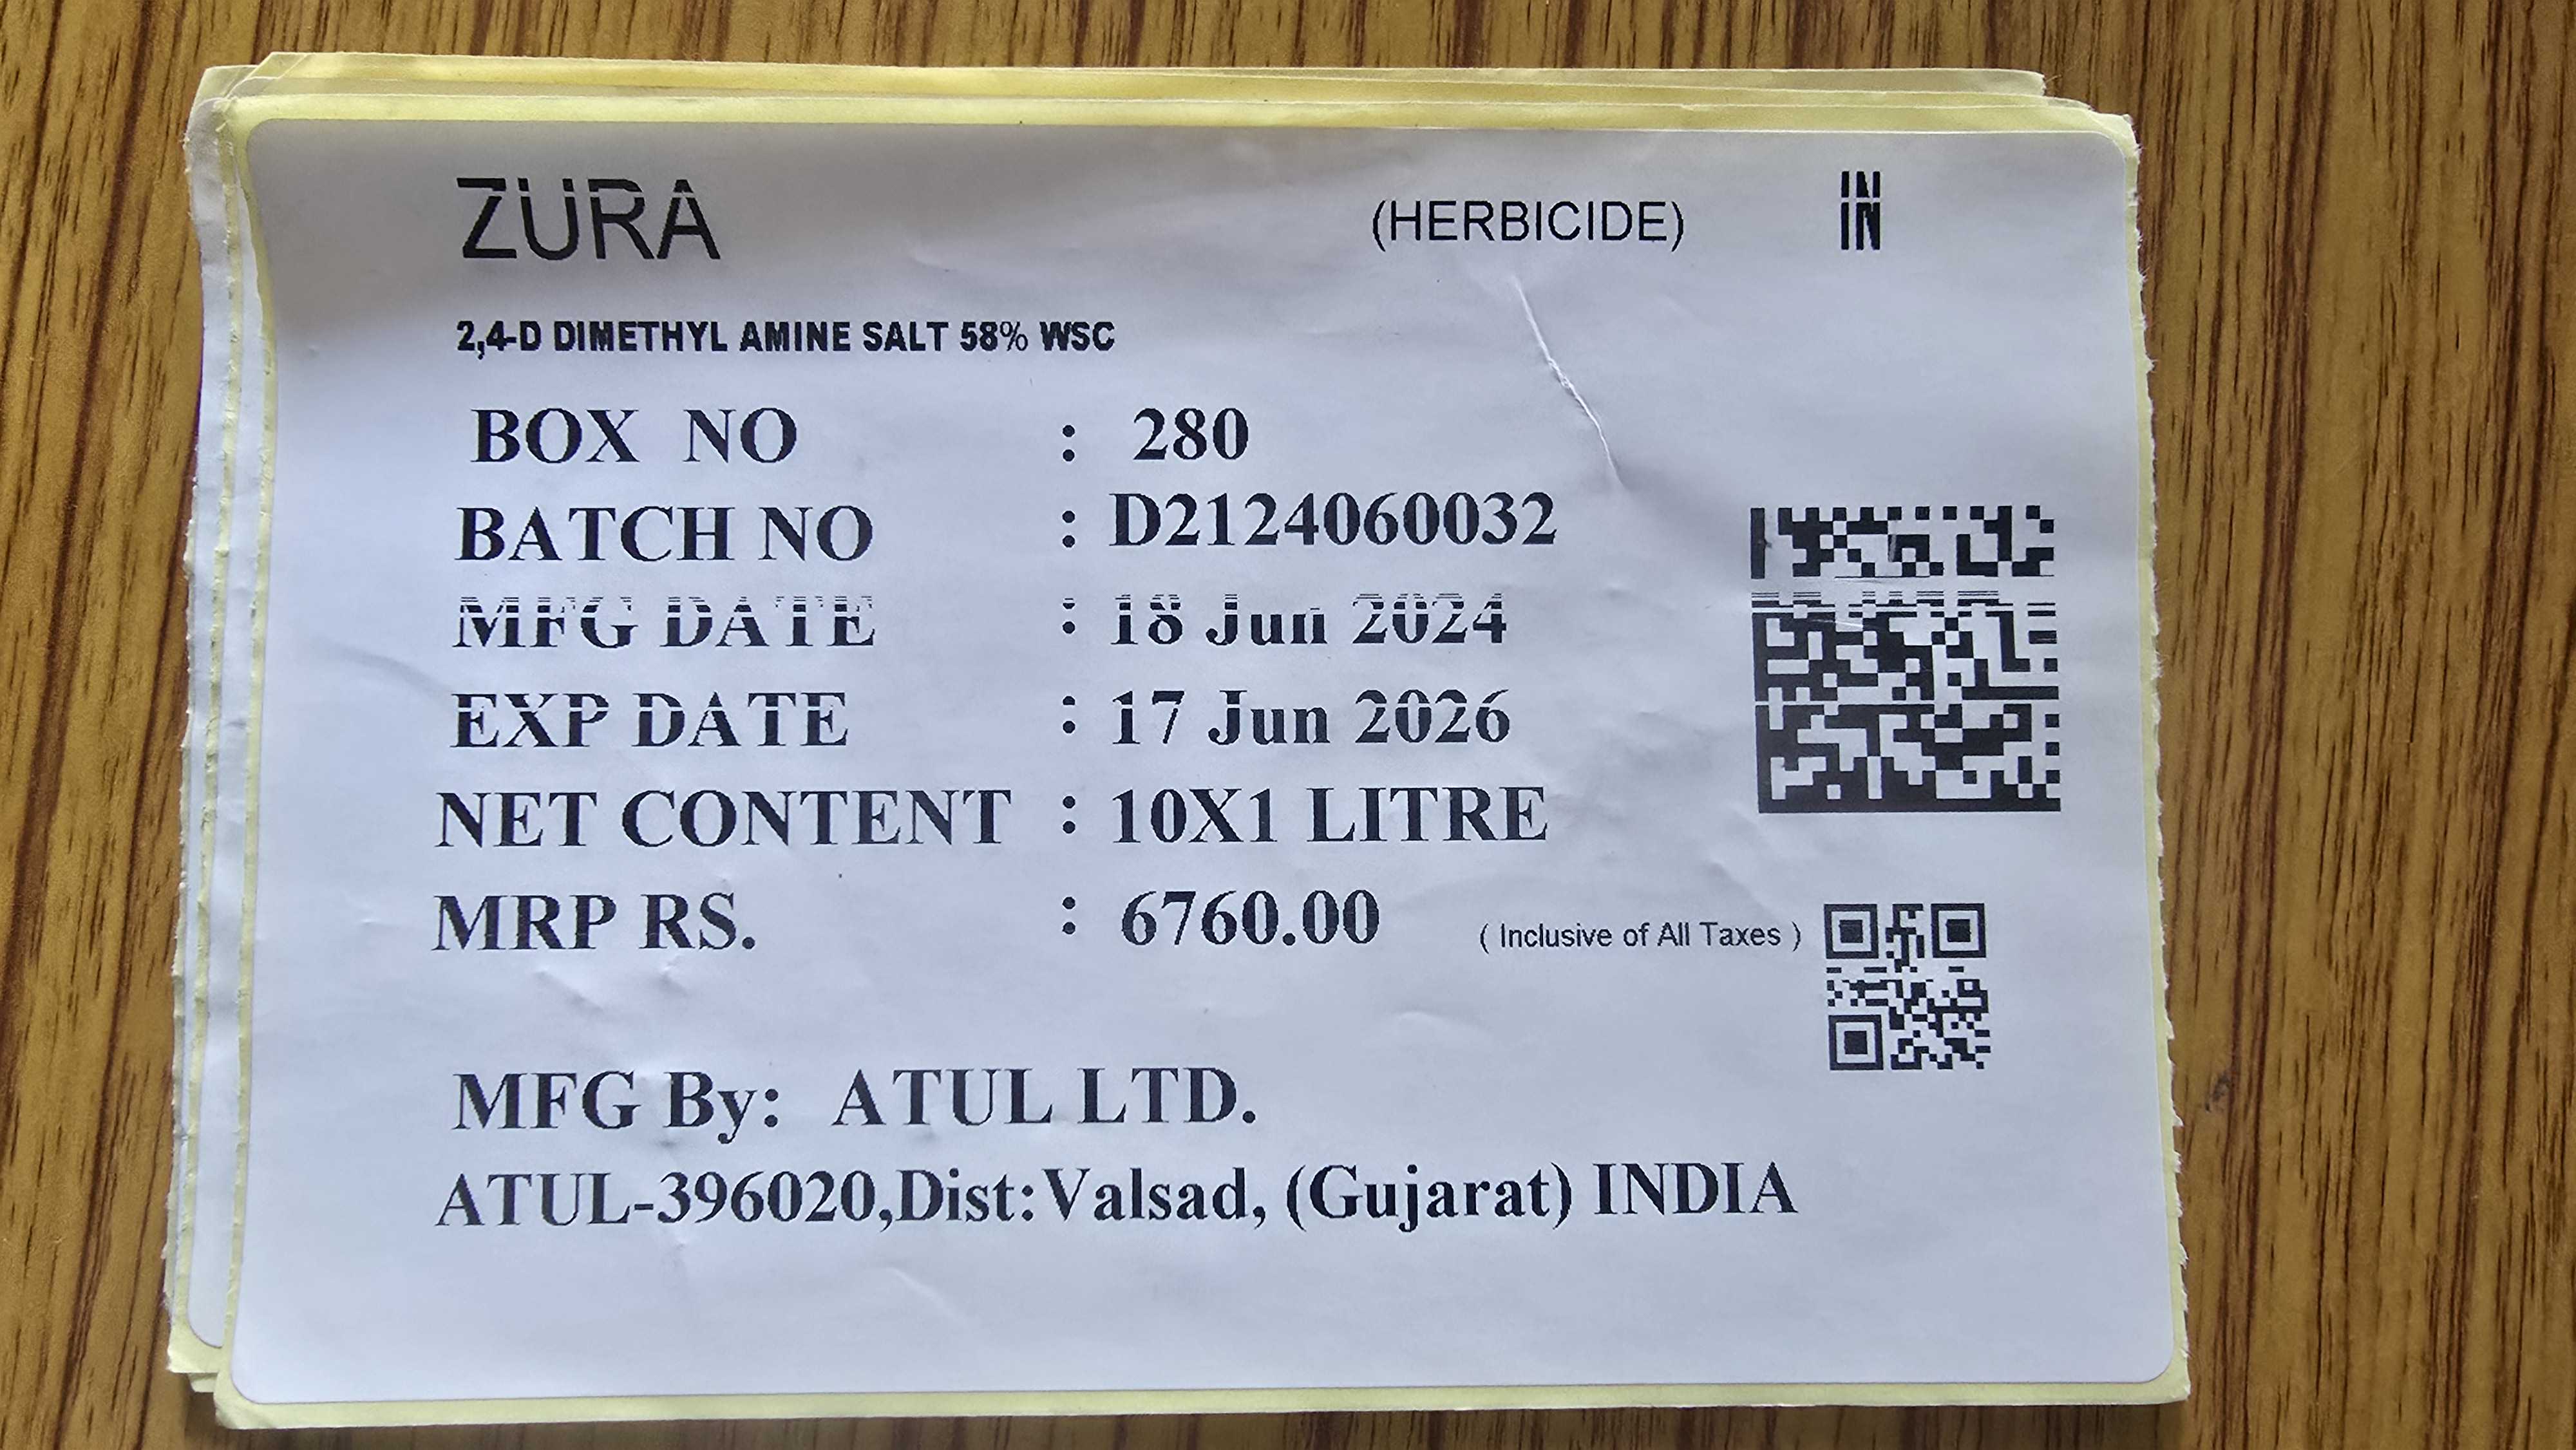 ZURA (HERBICIDE) IN
2,4-D DIMETHYL AMINE SALT 58% WSC
BOX NO : 280
BATCH NO : D2124060032
MFG DATE : 18 Jun 2024
EXP DATE : 17 Jun 2026
NET CONTENT : 10X1 LITRE
MRP RS. : 6760.00 ( Inclusive of All Taxes )
MFG By: ATUL LTD.
ATUL-396020,Dist:Valsad, (Gujarat) INDIA